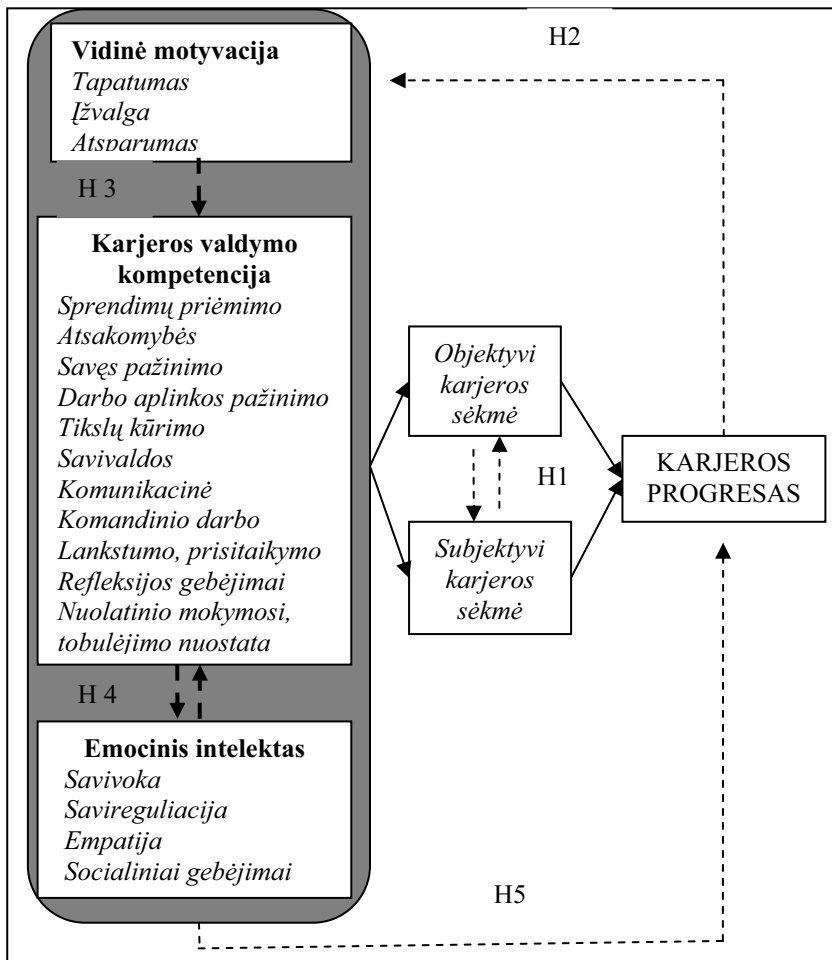 Vidinė motyvacija
Tapatumas
Įžvalga
Atsparumas
H 3
Karjeros valdymo
kompetencija
Sprendimų priėmimo
Atsakomybės
Savęs pažinimo
Darbo aplinkos pažinimo
Tikslų kūrimo
Savivaldos
Komunikacinė
Komandinio darbo
Lankstumo, prisitaikymo
Refleksijos gebėjimai
Nuolatinio mokymosi,
tobulėjimo nuostata
H 4
Emocinis intelektas
Savivoka
Savireguliacija
Empatija
Socialiniai gebėjimai
Objektyvi
karjeros
sėkmė
H1
Subjektyvi
karjeros
sėkmė
H2
KARJEROS
PROGRESAS
H5